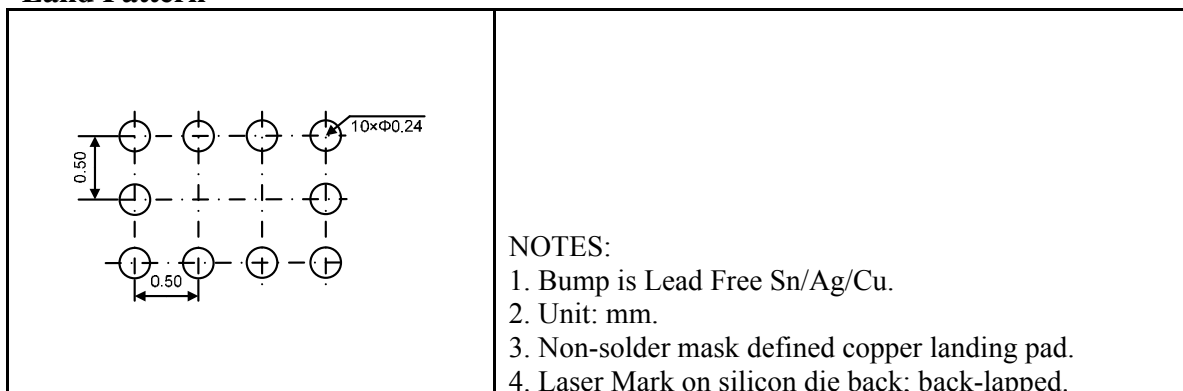 Land Pattern
10×Φ0.24
0.50
0.50
NOTES:
1. Bump is Lead Free Sn/Ag/Cu.
2. Unit: mm.
3. Non-solder mask defined copper landing pad.
4. Laser Mark on silicon die back; back-lapped.